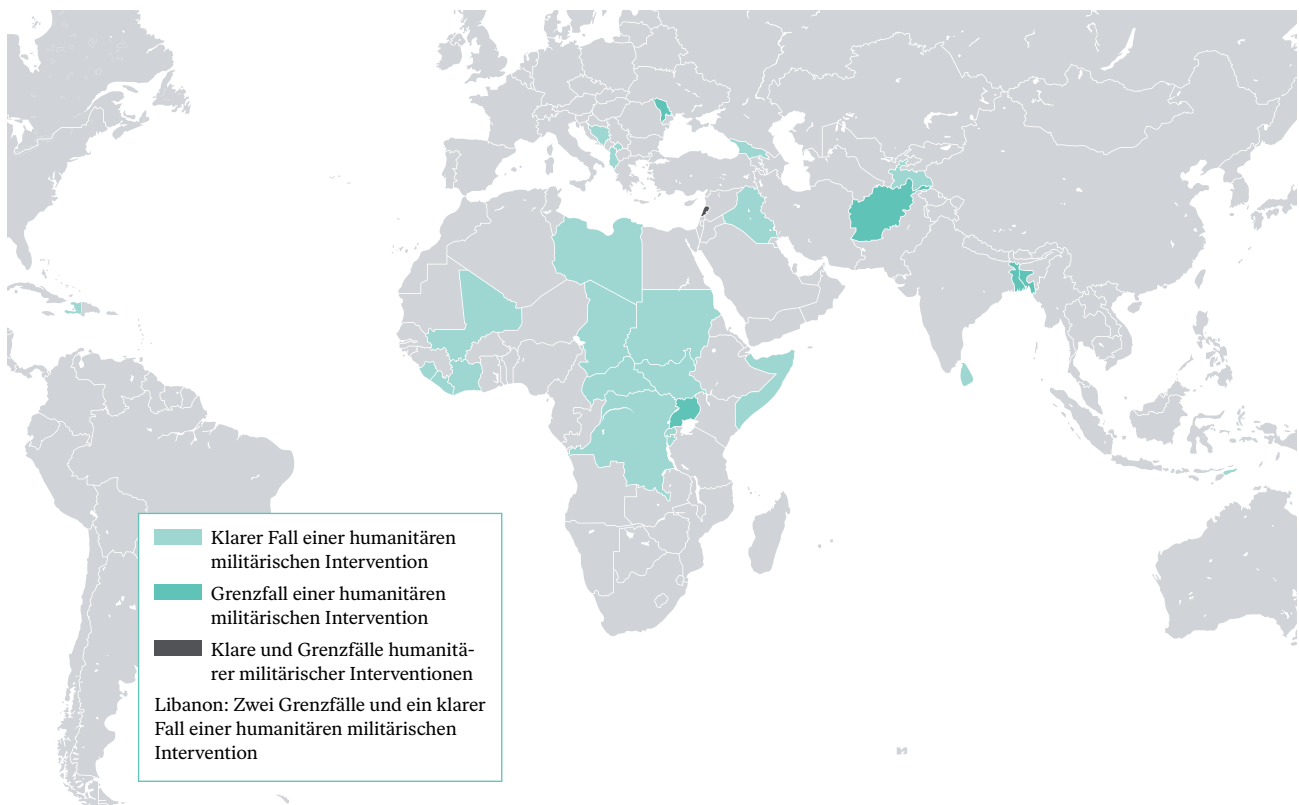 Klarer Fall einer humanitären
militärischen Intervention
Grenzfall einer humanitären
militärischen Intervention
Klare und Grenzfälle humanitä-
rer militärischer Interventionen
Libanon: Zwei Grenzfälle und ein klarer
Fall einer humanitären militärischen
Intervention